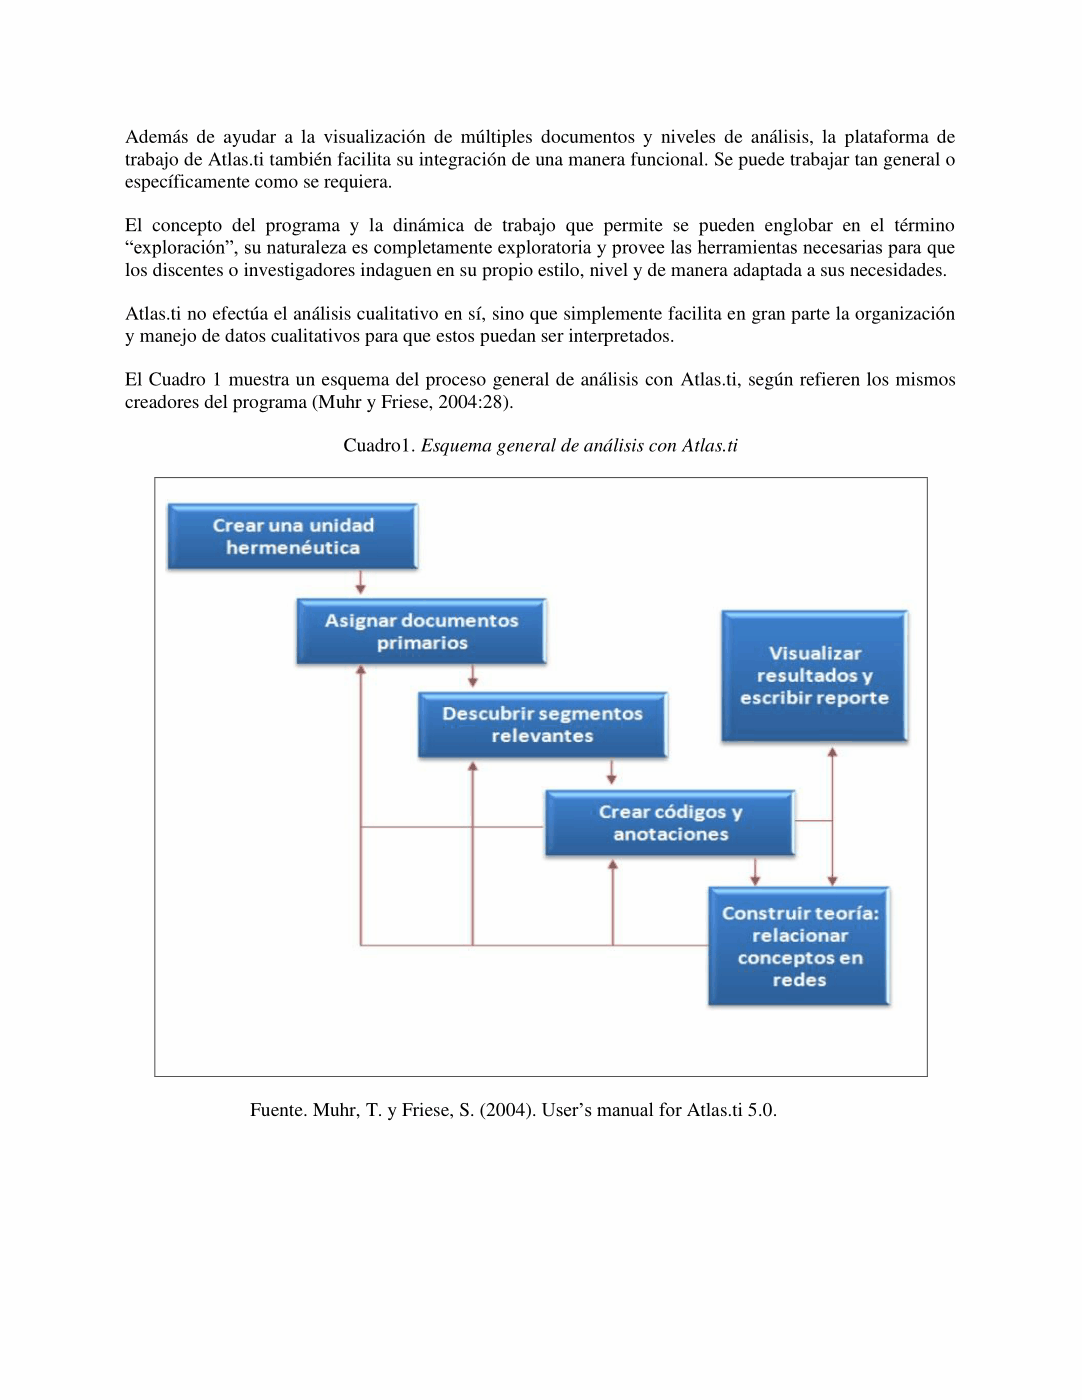 Además de ayudar a la visualización de múltiples documentos y niveles de análisis, la plataforma de
trabajo de Atlas.ti también facilita su integración de una manera funcional. Se puede trabajar tan general o
específicamente como se requiera.
El concepto del programa y la dinámica de trabajo que permite se pueden englobar en el término
“exploración”, su naturaleza es completamente exploratoria y provee las herramientas necesarias para que
los discentes o investigadores indaguen en su propio estilo, nivel y de manera adaptada a sus necesidades.
Atlas.ti no efectúa el análisis cualitativo en sí, sino que simplemente facilita en gran parte la organización
y manejo de datos cualitativos para que estos puedan ser interpretados.
El Cuadro 1 muestra un esquema del proceso general de análisis con Atlas.ti, según refieren los mismos
creadores del programa (Muhr y Friese, 2004:28).
Cuadro1. Esquema general de análisis con Atlas.ti
Crear una unidad
hermenéutica
Asignar documentos
primarios
Descubrir segmentos
relevantes
Crear códigos y
anotaciones
Visualizar
resultados y
escribir reporte
Construir teoría:
relacionar
conceptos en
redes
Fuente. Muhr, T. y Friese, S. (2004). User’s manual for Atlas.ti 5.0.